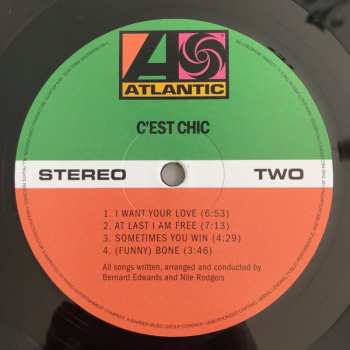 ATLANTIC
C'EST CHIC
STEREO
TWO
1. I WANT YOUR LOVE (6:53)
2. AT LAST I AM FREE (7:13)
3. SOMETIMES YOU WIN (4:29)
4. (FUNNY) BONE (3:46)
All songs written, arranged and conducted by
Bernard Edwards and Nile Rodgers